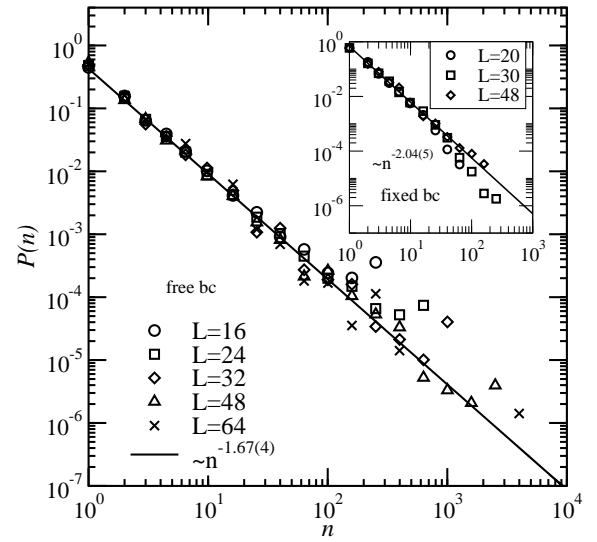 10^0
10^-1
10^-2
10^-3
10^-4
10^-5
10^-6
10^-7
P(n)
10^0 10^1 10^2 10^3 10^4
n
free bc
L=16
L=24
L=32
L=48
L=64
~n^-1.67(4)
10^0
10^-2
10^-4
10^-6
10^0 10^1 10^2 10^3
L=20
L=30
L=48
~n^-2.04(5)
fixed bc